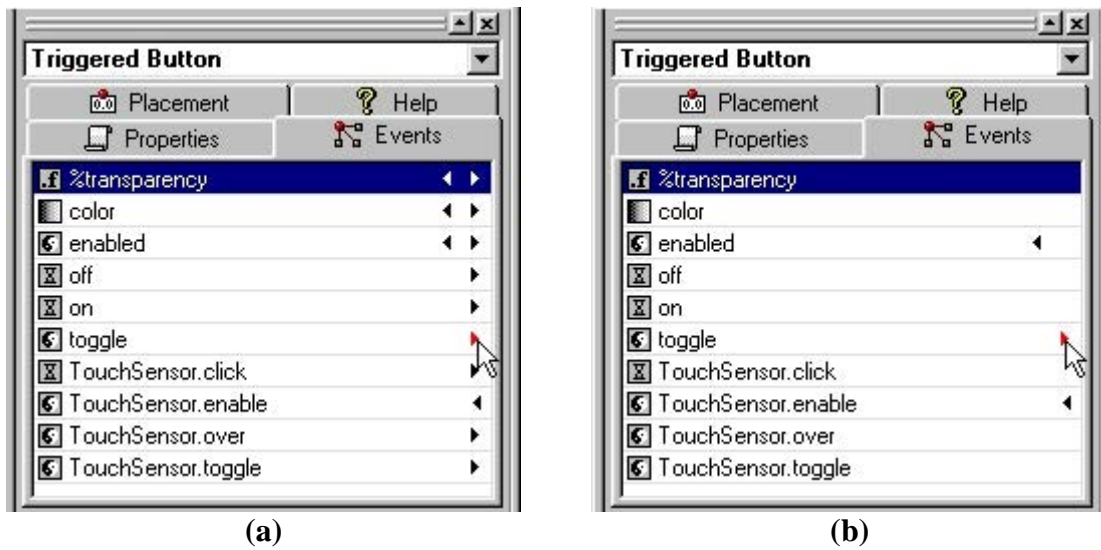 Triggered Button
Placement
Help
Properties
Events
.f %transparency
color
enabled
off
on
toggle
TouchSensor.click
TouchSensor.enable
TouchSensor.over
TouchSensor.toggle
(a)
Triggered Button
Placement
Help
Properties
Events
.f %transparency
color
enabled
off
on
toggle
TouchSensor.click
TouchSensor.enable
TouchSensor.over
TouchSensor.toggle
(b)